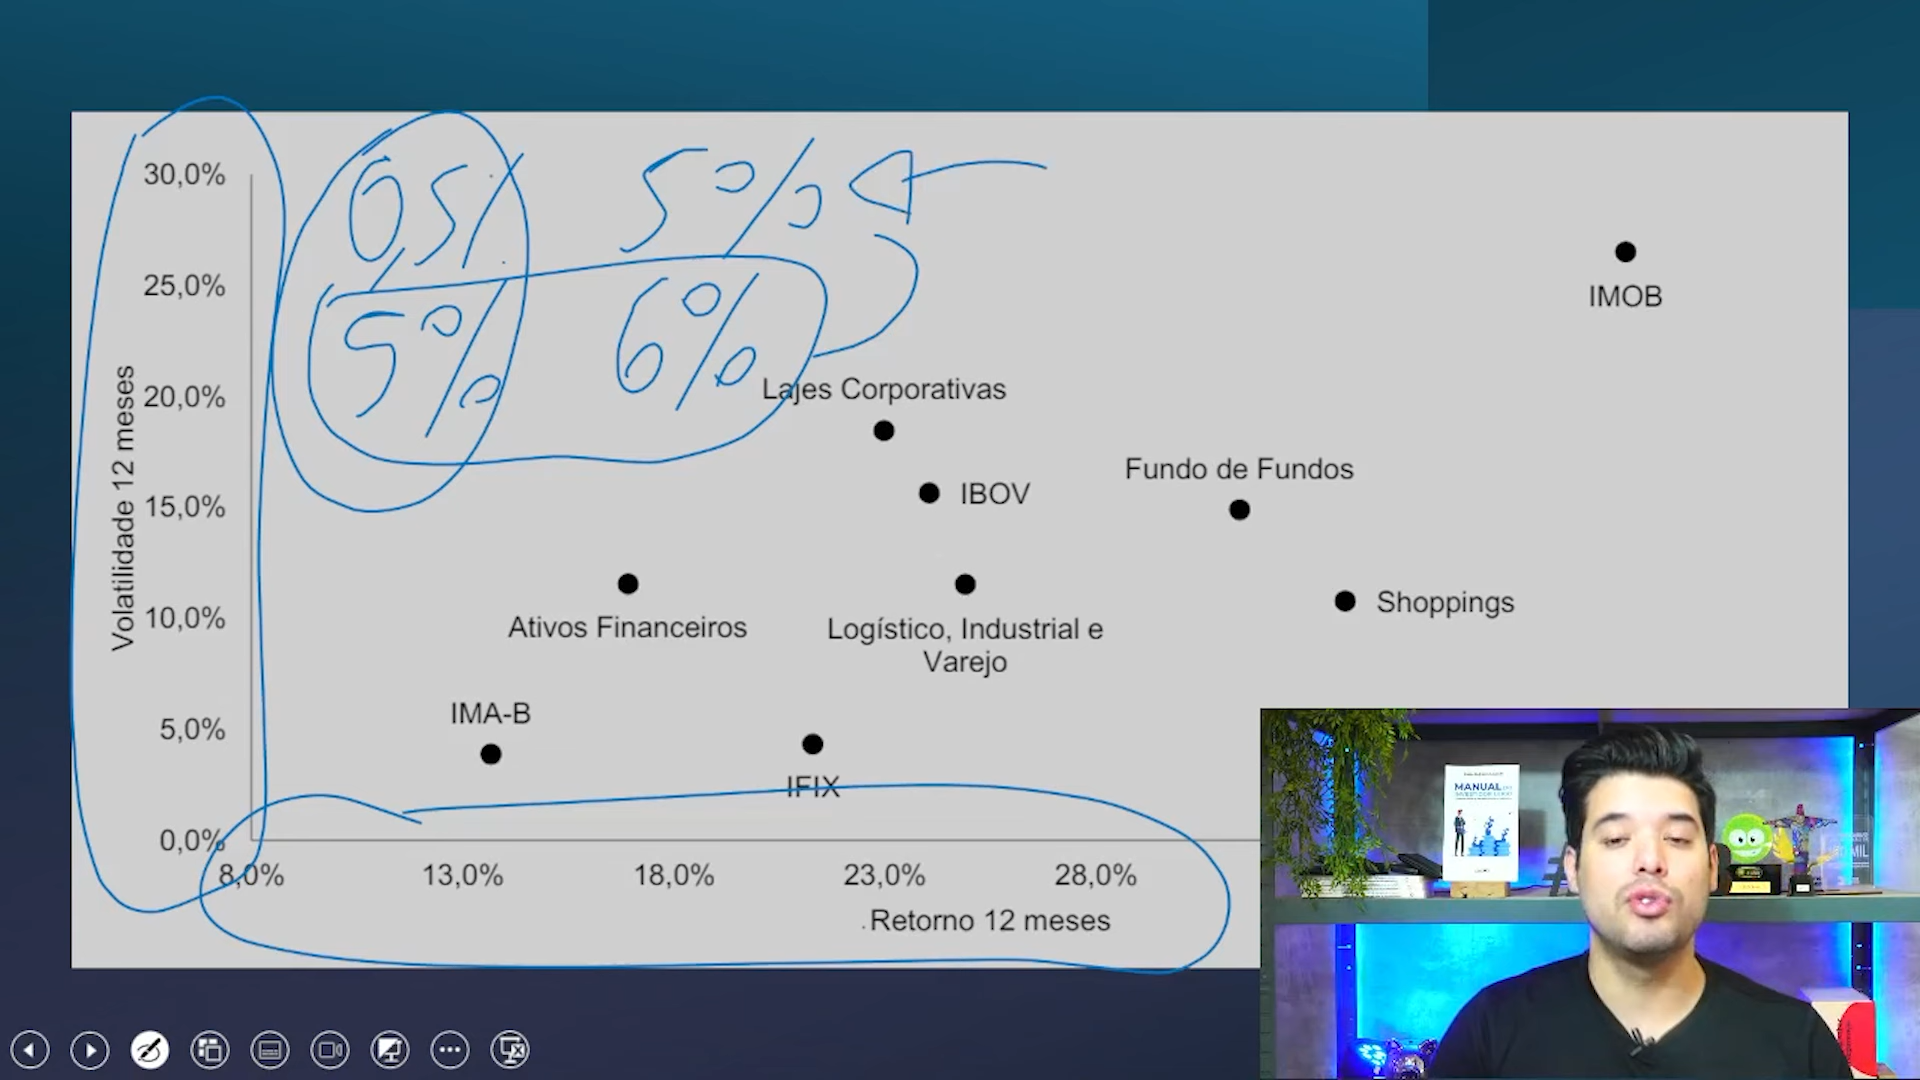 30,0%
25,0%
20,0%
15,0%
10,0%
5,0%
0,0%
Volatilidade 12 meses
0,5% 5%
5% 6%
IMOB
Lajes Corporativas
IBOV
Fundo de Fundos
Ativos Financeiros
Logístico, Industrial e
Varejo
Shoppings
IMA-B
IFIX
8,0% 13,0% 18,0% 23,0% 28,0%
Retorno 12 meses
MANUAL